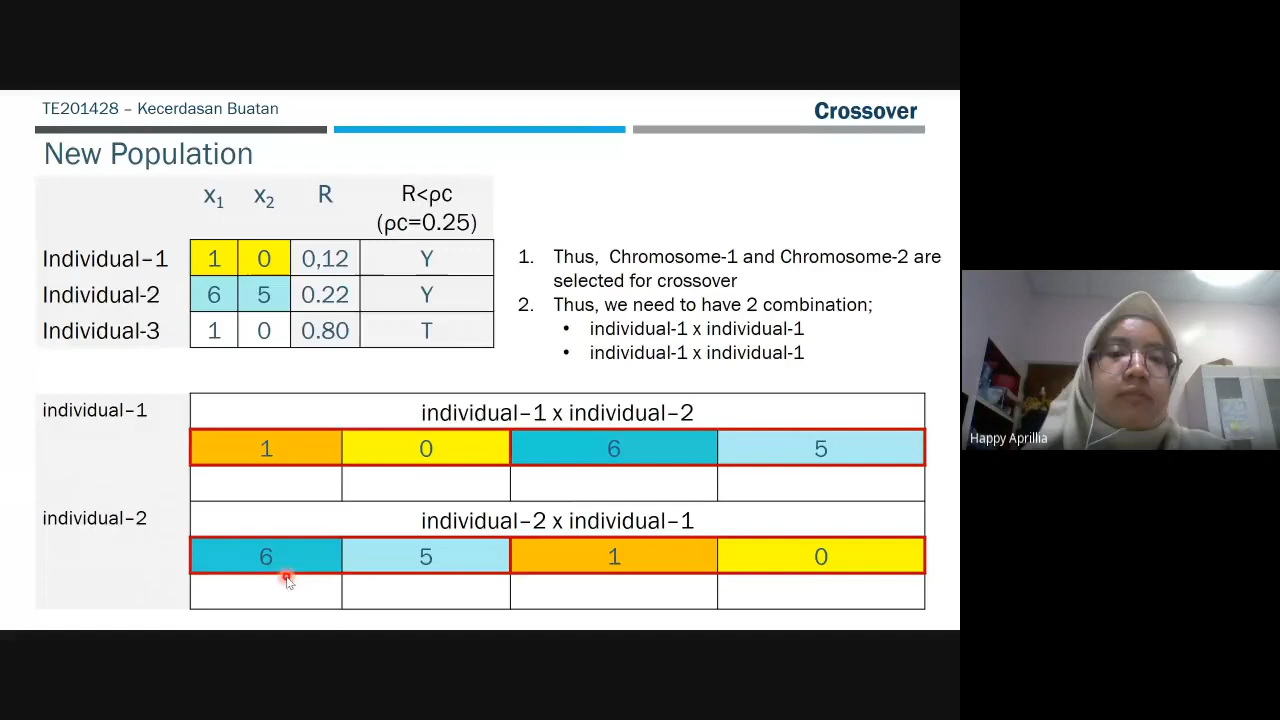 TE201428 – Kecerdasan Buatan
Crossover
New Population
x1 x2 R R<ρc
(ρc=0.25)
Individual–1 1 0 0,12 Y
Individual-2 6 5 0.22 Y
Individual-3 1 0 0.80 T
1. Thus, Chromosome-1 and Chromosome-2 are
selected for crossover
2. Thus, we need to have 2 combination;
• individual-1 x individual-1
• individual-1 x individual-1
individual–1 individual–1 x individual–2
1 0 6 5
individual–2 individual–2 x individual–1
6 5 1 0
Happy Aprillia